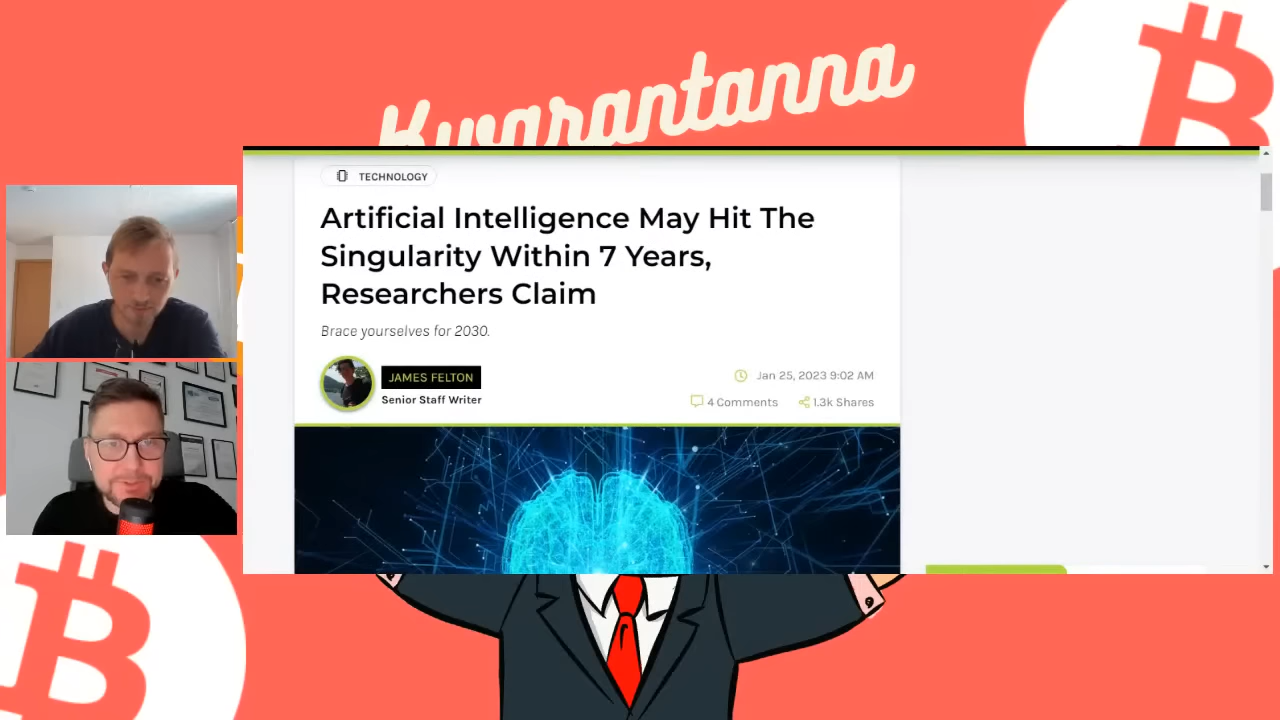 Kwarantanna
TECHNOLOGY
Artificial Intelligence May Hit The
Singularity Within 7 Years,
Researchers Claim
Brace yourselves for 2030.
JAMES FELTON
Senior Staff Writer
Jan 25, 2023 9:02 AM
4 Comments
1.3k Shares